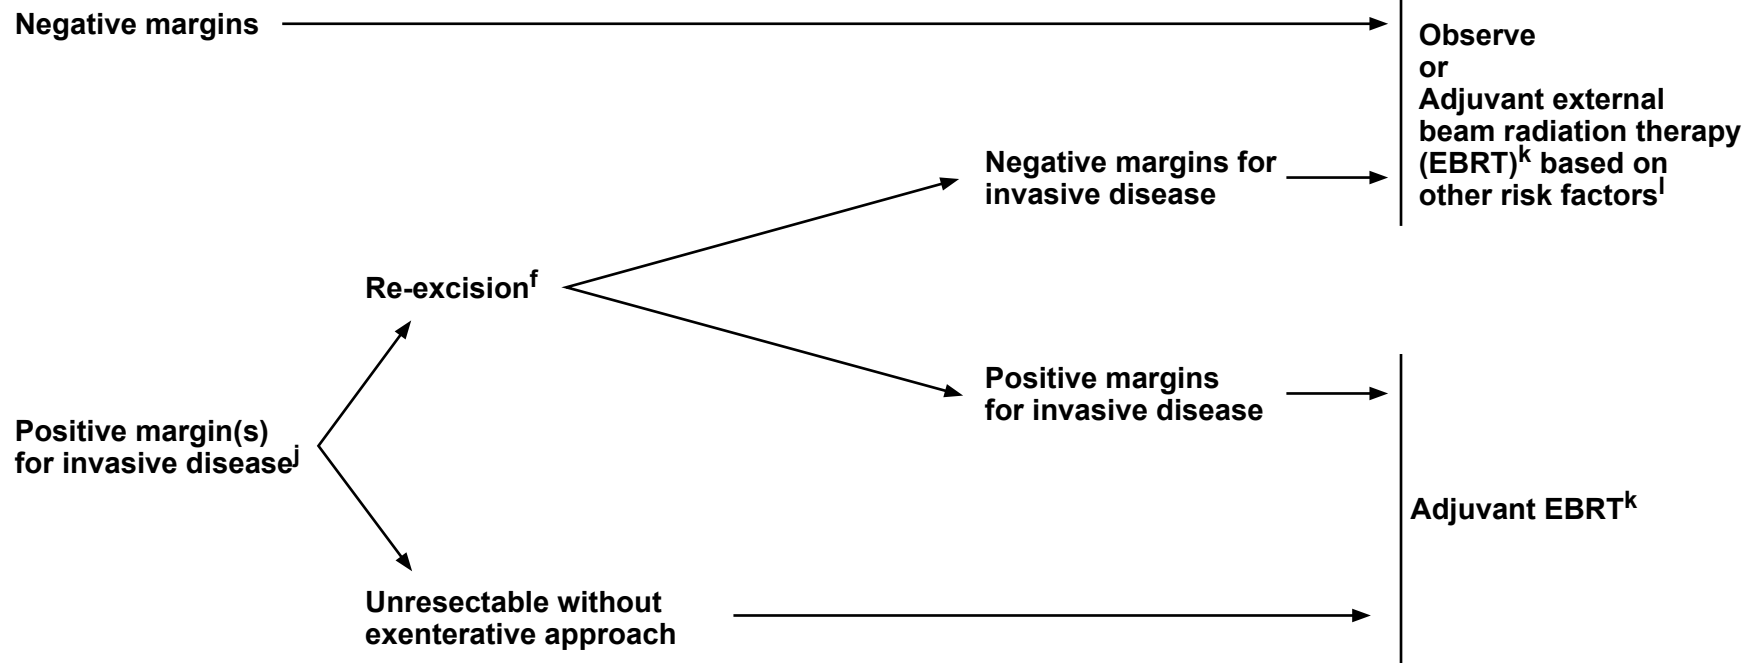 Negative margins
Observe
or
Adjuvant external
beam radiation therapy
(EBRT)k based on
other risk factorsl
Negative margins for
invasive disease
Re-excisionf
Positive margins
for invasive disease
Positive margin(s)
for invasive diseasej
Adjuvant EBRTk
Unresectable without
exenterative approach